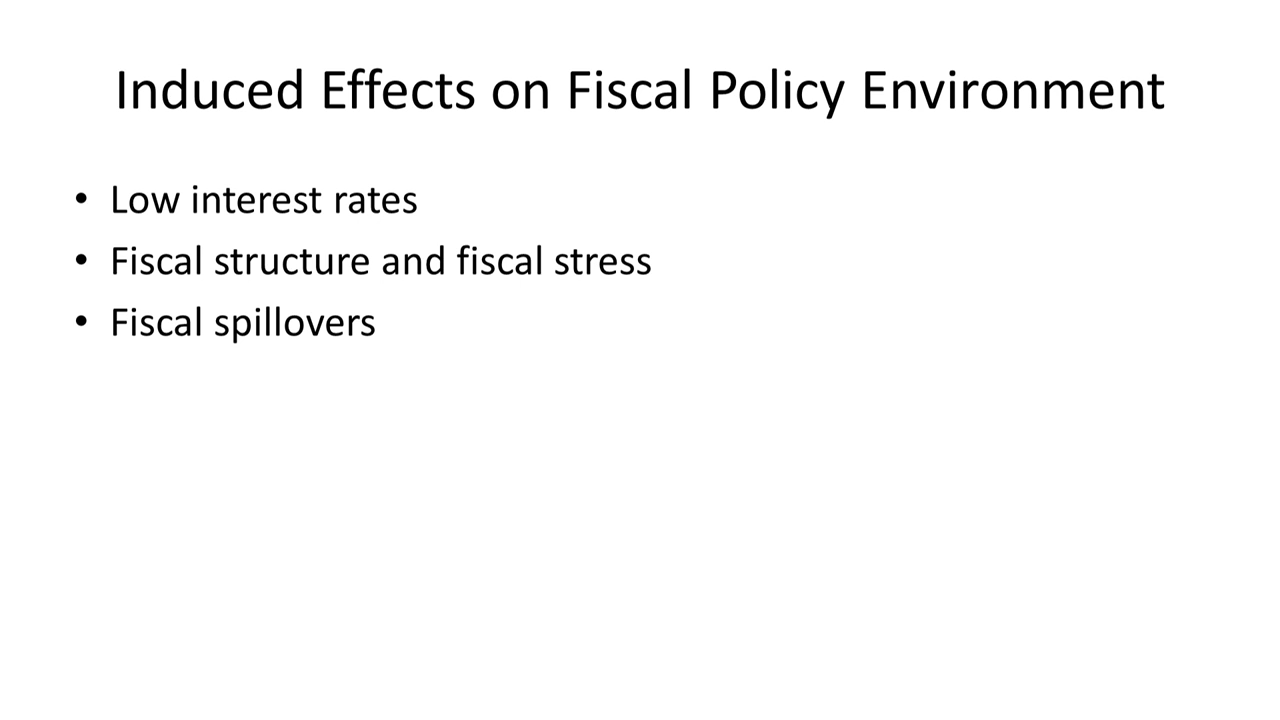 Induced Effects on Fiscal Policy Environment
• Low interest rates
• Fiscal structure and fiscal stress
• Fiscal spillovers